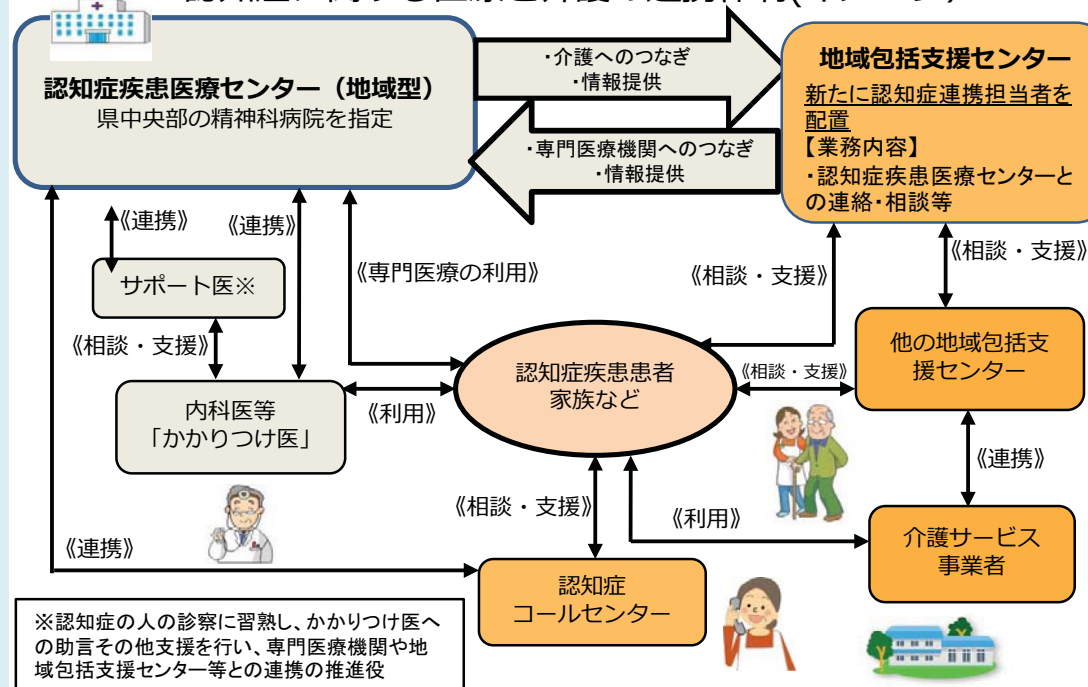 認知症疾患医療センター（地域型）
県中央部の精神科病院を指定
・介護へのつなぎ
・情報提供
・専門医療機関へのつなぎ
・情報提供
地域包括支援センター
新たに認知症連携担当者を
配置
【業務内容】
・認知症疾患医療センターと
の連絡・相談等
《連携》
《連携》
《専門医療の利用》
《相談・支援》
《相談・支援》
サポート医※
《相談・支援》
内科医等
「かかりつけ医」
《利用》
認知症疾患患者
家族など
《相談・支援》
他の地域包括支
援センター
《連携》
《相談・支援》
《利用》
介護サービス
事業者
《連携》
認知症
コールセンター
※認知症の人の診察に習熟し、かかりつけ医へ
の助言その他支援を行い、専門医療機関や地
域包括支援センター等との連携の推進役